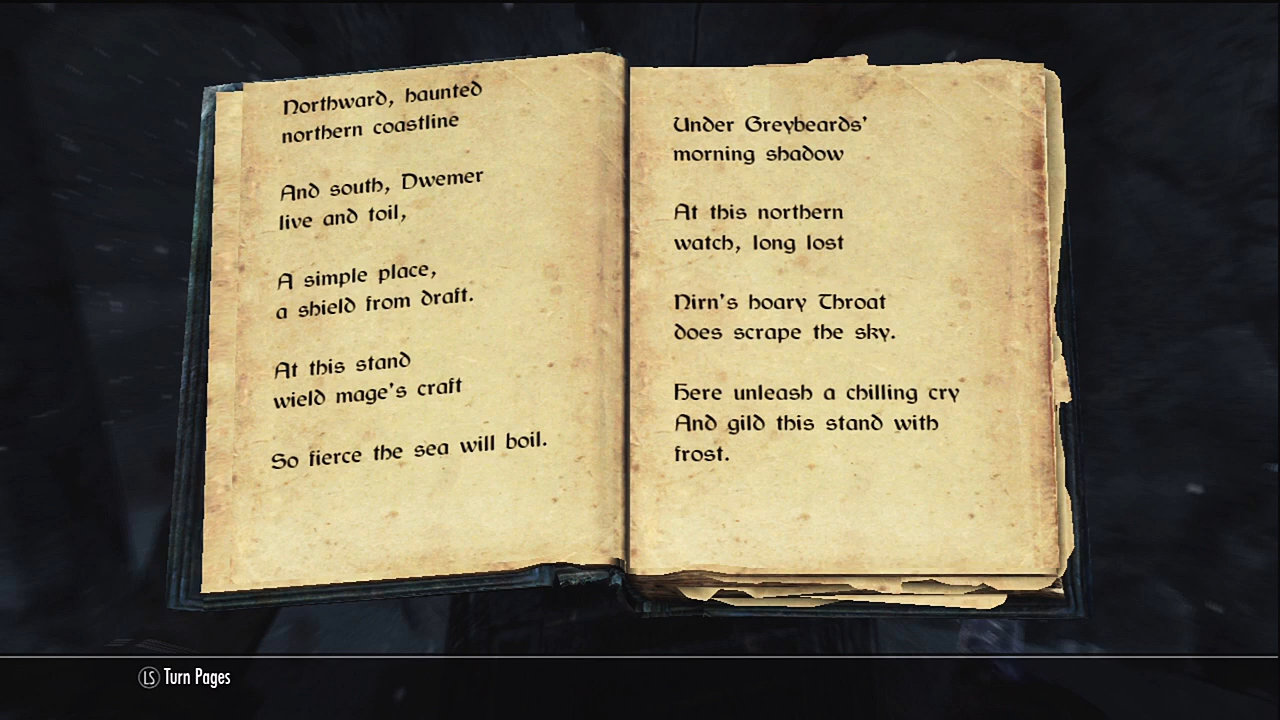 Northward, haunted
northern coastline
And south, Dwemer
live and toil,
A simple place,
a shield from draft.
At this stand
wield mage's craft
So fierce the sea will boil.
Under Greybeards'
morning shadow
At this northern
watch, long lost
Nirn's hoary Throat
does scrape the sky.
Here unleash a chilling cry
And gild this stand with
frost.
LS Turn Pages